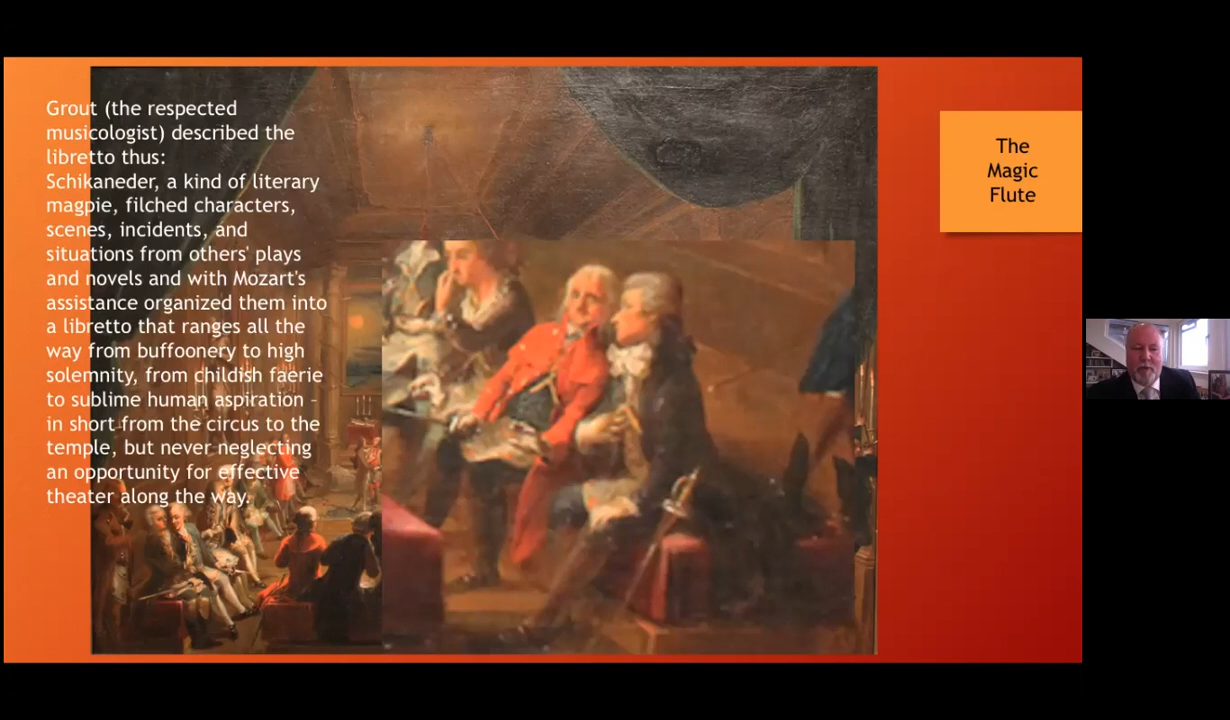 Grout (the respected
musicologist) described the
libretto thus:
Schikaneder, a kind of literary
magpie, filched characters,
scenes, incidents, and
situations from others' plays
and novels and with Mozart's
assistance organized them into
a libretto that ranges all the
way from buffoonery to high
solemnity, from childish faerie
to sublime human aspiration –
in short from the circus to the
temple, but never neglecting
an opportunity for effective
theater along the way.
The
Magic
Flute